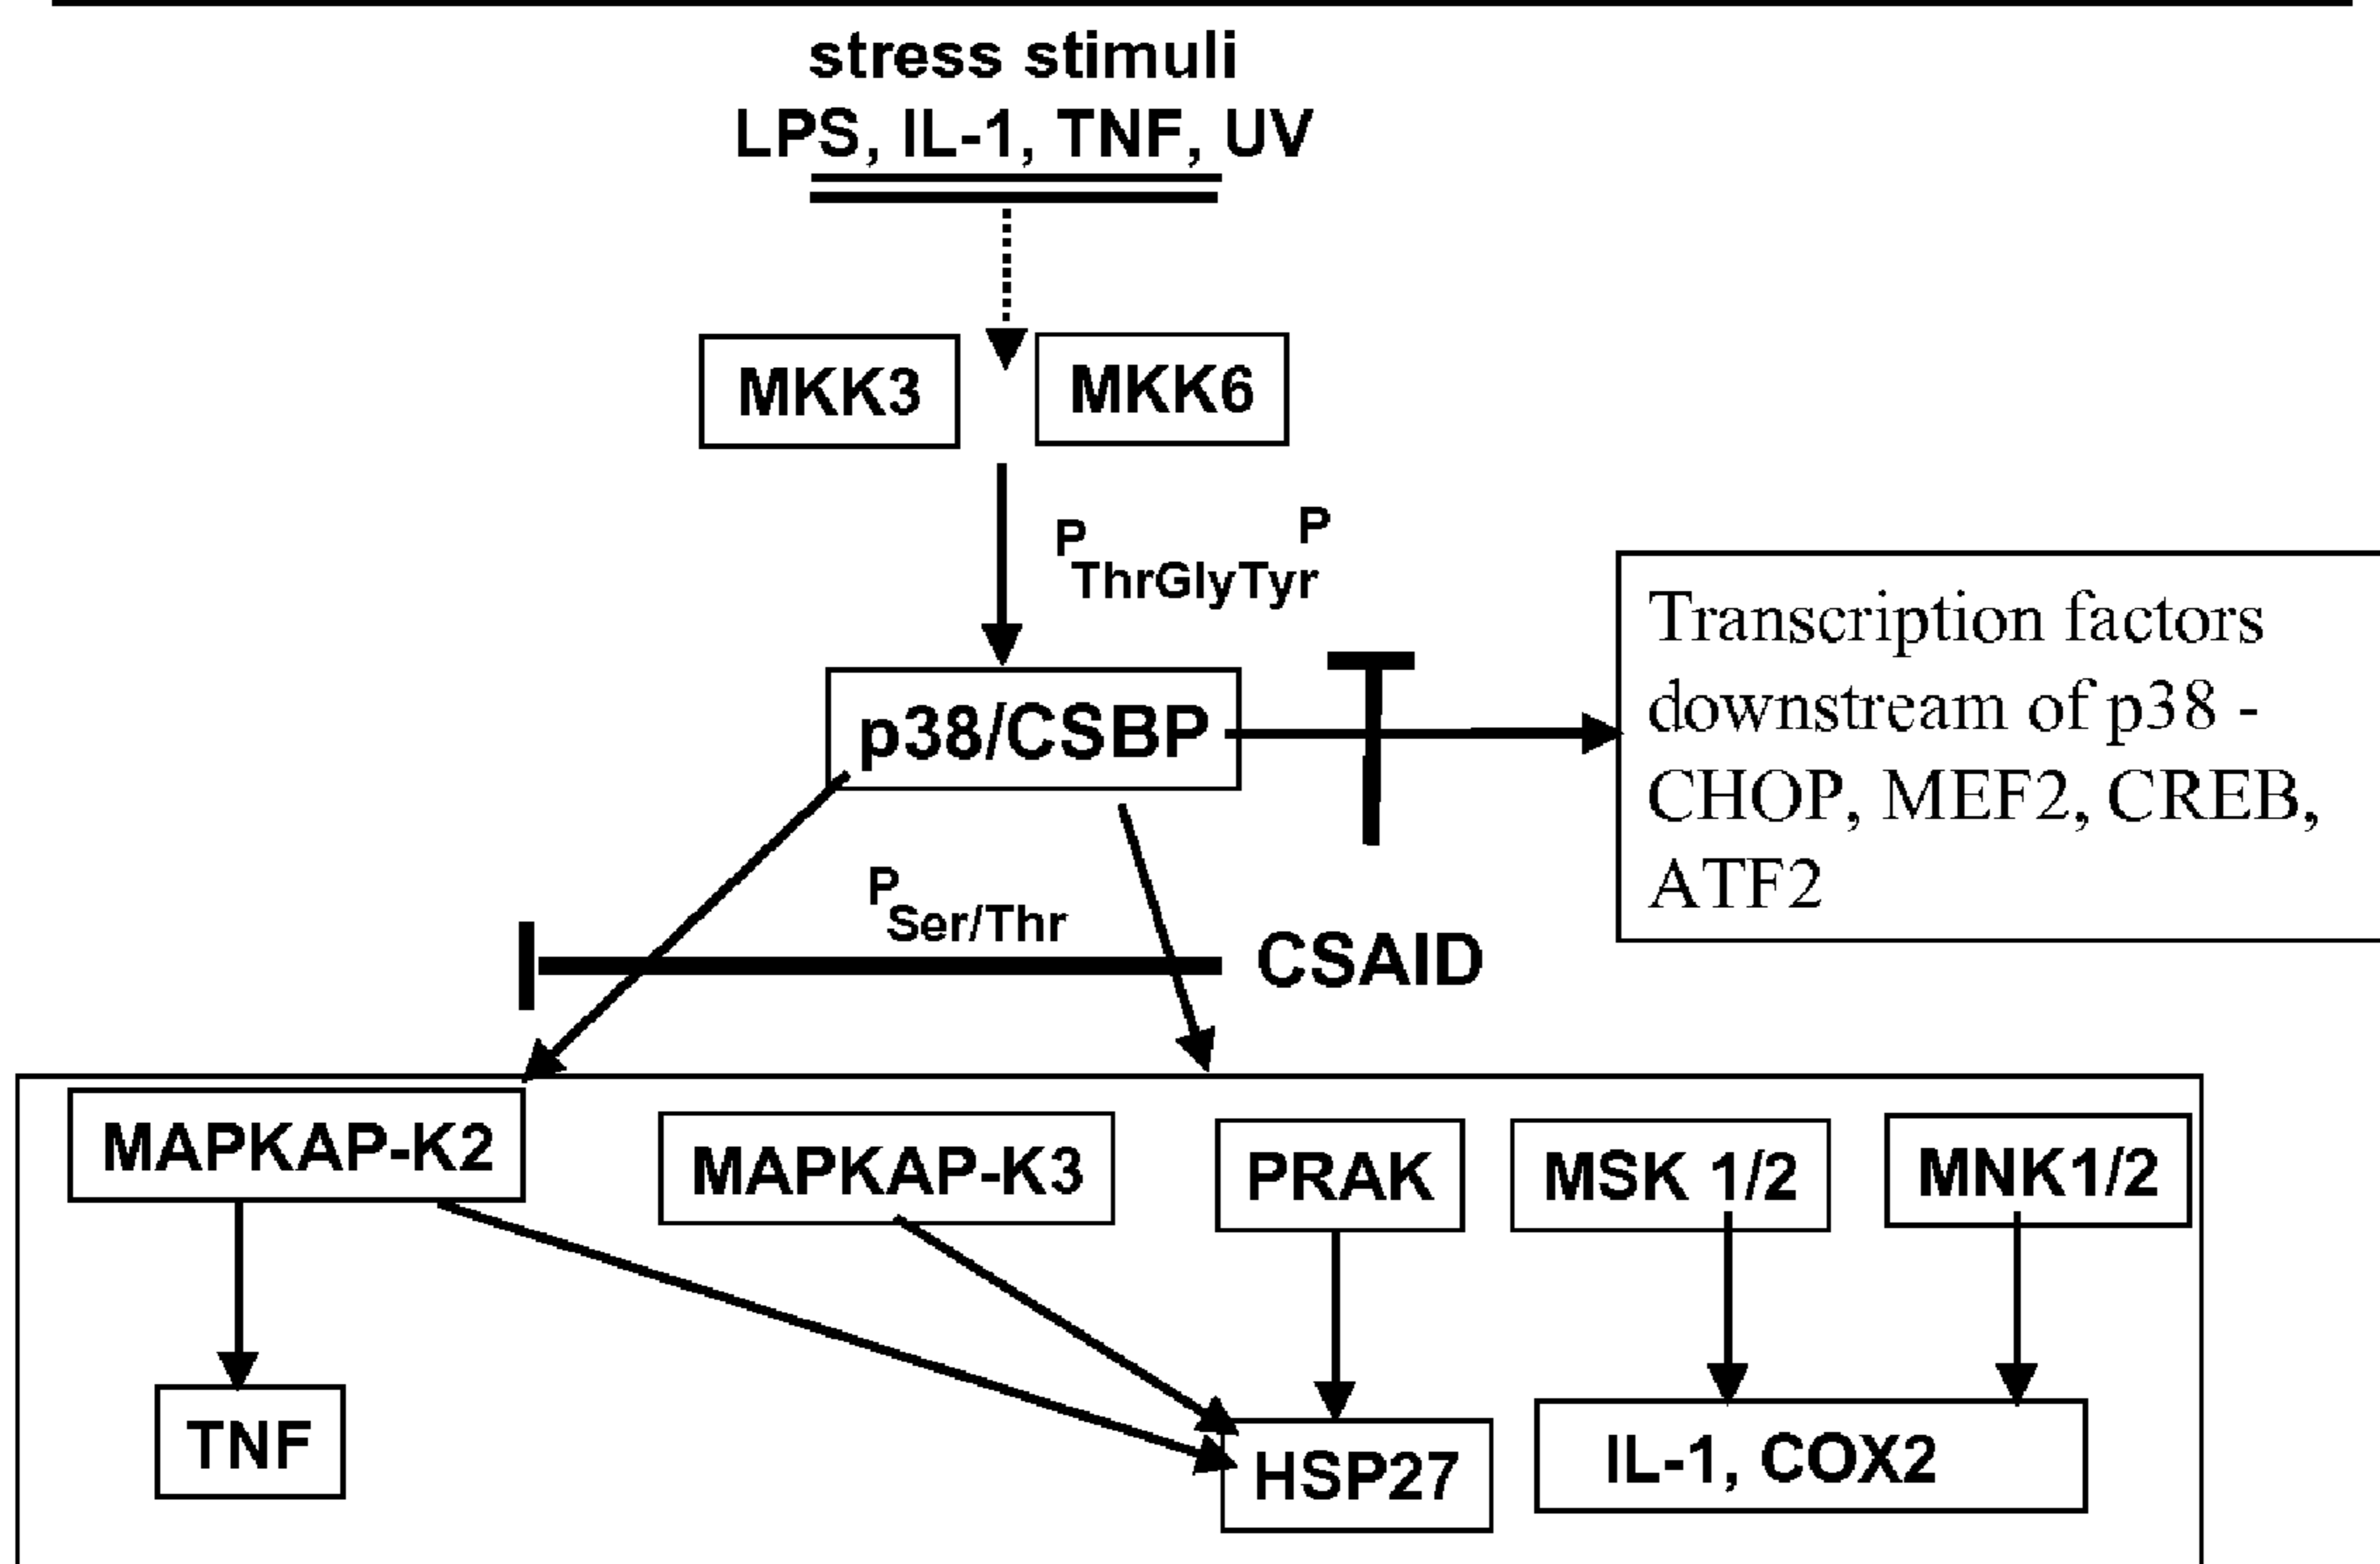 stress stimuli
LPS, IL-1, TNF, UV
MKK3
MKK6
P P
ThrGlyTyr
p38/CSBP
Transcription factors
downstream of p38 -
CHOP, MEF2, CREB,
ATF2
P
Ser/Thr
CSAID
MAPKAP-K2
MAPKAP-K3
PRAK
MSK 1/2
MNK1/2
TNF
HSP27
IL-1, COX2